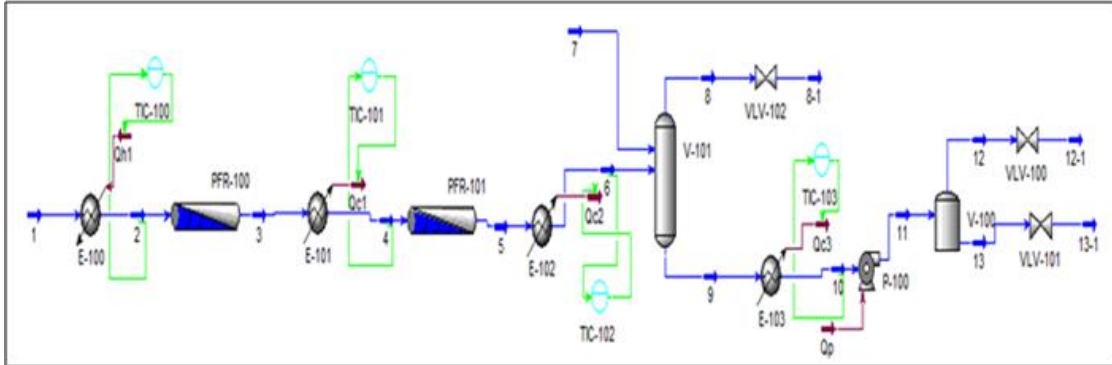 7
8
VLV-102
8-1
TIC-100
TIC-101
Qh1
PFR-100
Qc1
PFR-101
6
Qc2
V-101
TIC-103
12
VLV-100
12-1
1
E-100
2
3
E-101
4
5
E-102
Qc3
11
V-100
13
VLV-101
13-1
9
E-103
10
P-100
TIC-102
Qp